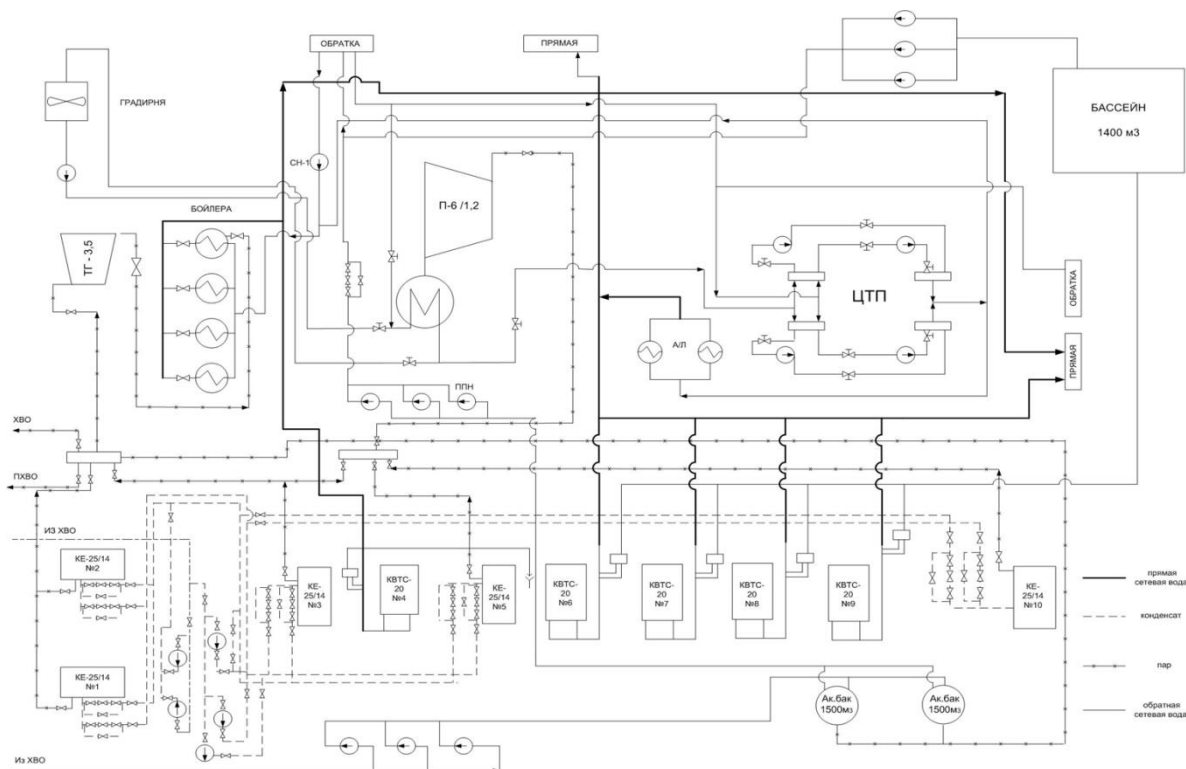 ОБРАТКА
ПРЯМАЯ
ГРАДИРНЯ
БАССЕЙН
1400 м3
СН-1
П-6 /1,2
БОЙЛЕРА
ТГ - 3,5
ЦТП
ОБРАТКА
А/Л
ПРЯМАЯ
ППН
ХВО
ПХВО
ИЗ ХВО
КЕ-25/14
№2
КЕ-
25/14
№3
КВТС-
20
№4
КЕ-
25/14
№5
КВТС-
20
№6
КВТС-
20
№7
КВТС-
20
№8
КВТС-
20
№9
КЕ-
25/14
№10
прямая
сетевая вода
конденсат
пар
обратная
сетевая вода
КЕ-25/14
№1
Ак.бак
1500м3
Ак.бак
1500м3
Из ХВО